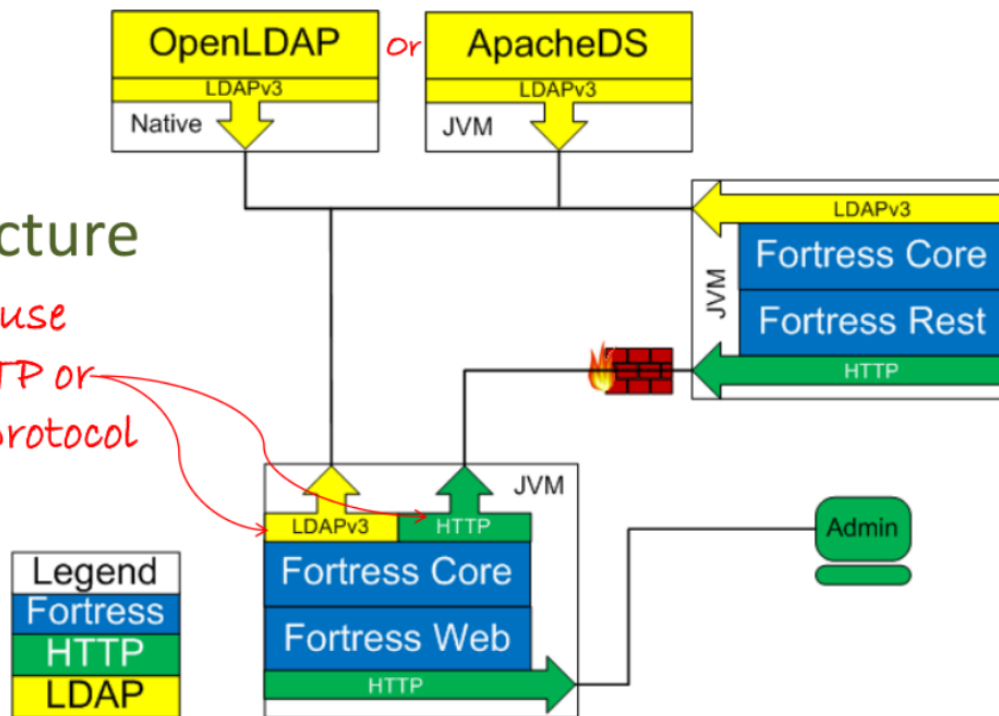 OpenLDAP
or
ApacheDS
LDAPv3
LDAPv3
Native
JVM
LDAPv3
cture
Fortress Core
JVM
use
Fortress Rest
TP or
HTTP
protocol
JVM
LDAPv3
HTTP
Admin
Fortress Core
Legend
Fortress
Fortress Web
HTTP
HTTP
LDAP